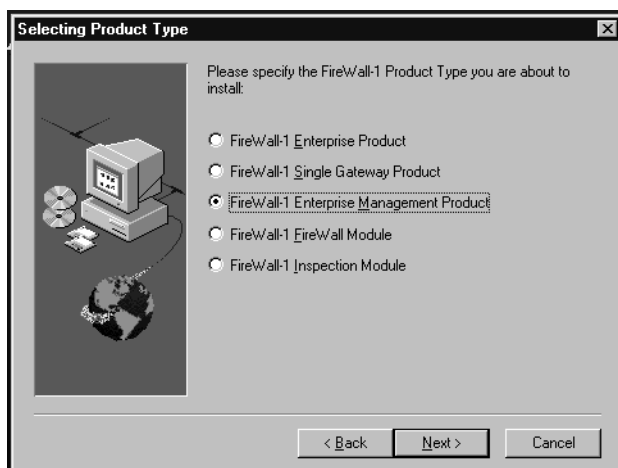 Selecting Product Type
Please specify the FireWall-1 Product Type you are about to
install:
FireWall-1 Enterprise Product
FireWall-1 Single Gateway Product
FireWall-1 Enterprise Management Product
FireWall-1 FireWall Module
FireWall-1 Inspection Module
< Back
Next >
Cancel